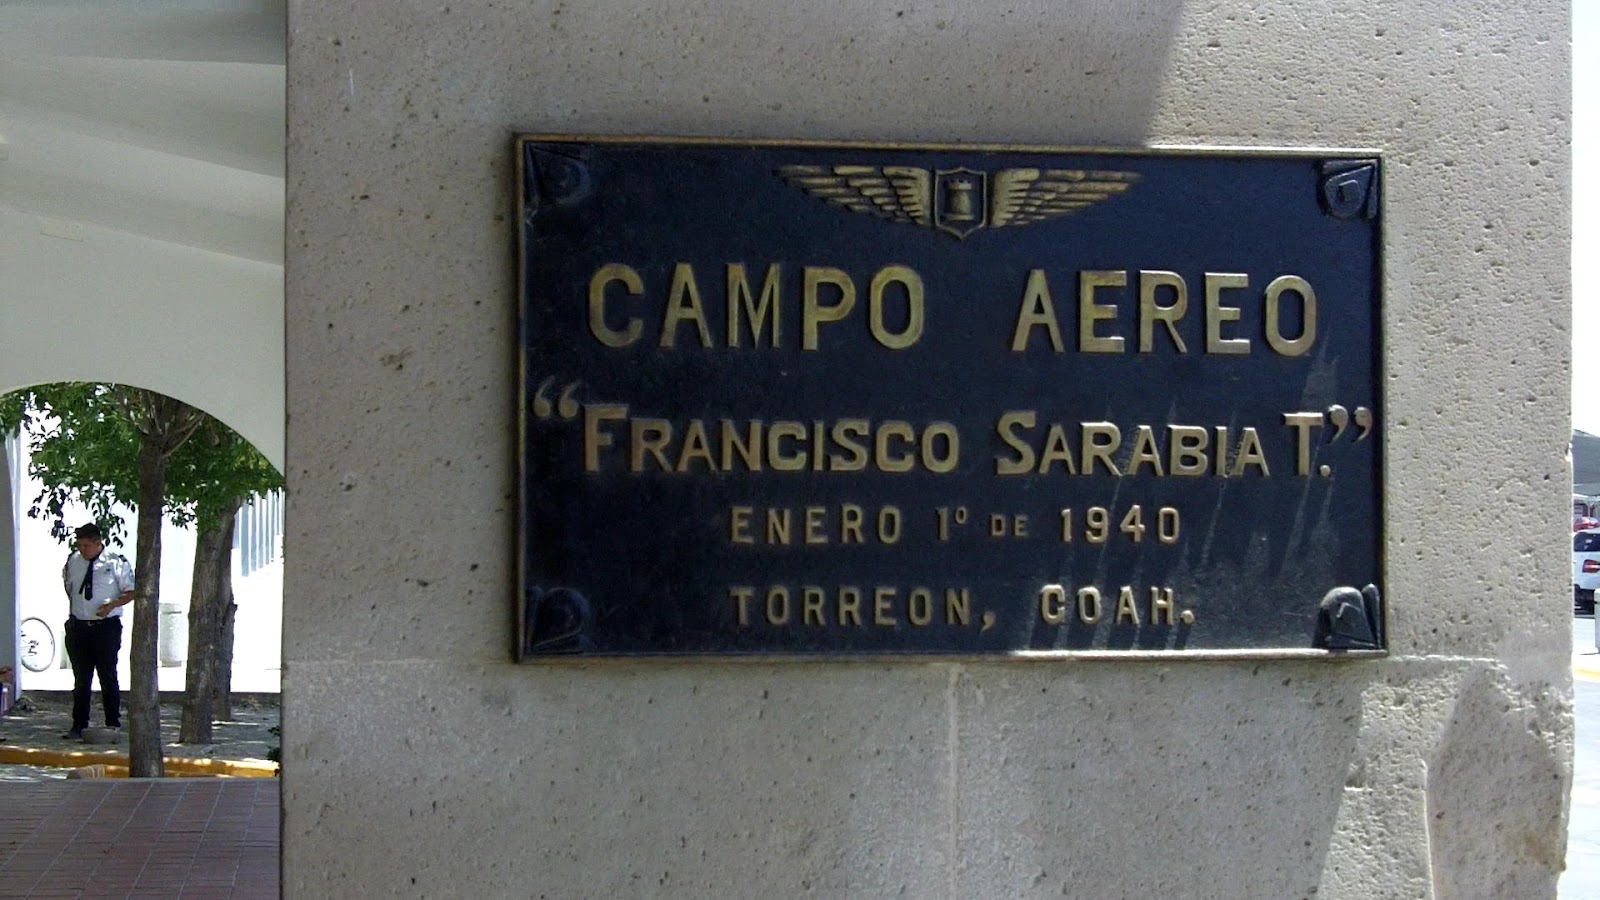 CAMPO AEREO
“FRANCISCO SARABIA T.”
ENERO 1º DE 1940
TORREON, COAH.